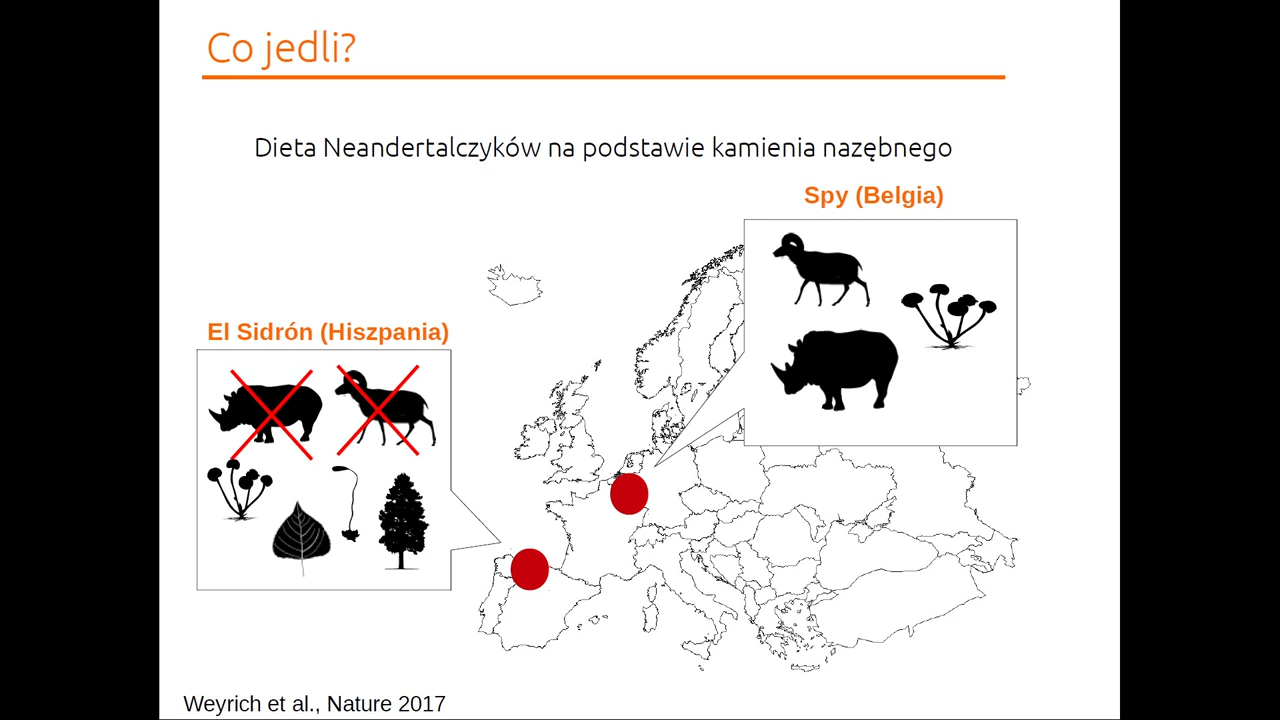 Co jedli?
Dieta Neandertalczyków na podstawie kamienia nazębnego
Spy (Belgia)
El Sidrón (Hiszpania)
Weyrich et al., Nature 2017